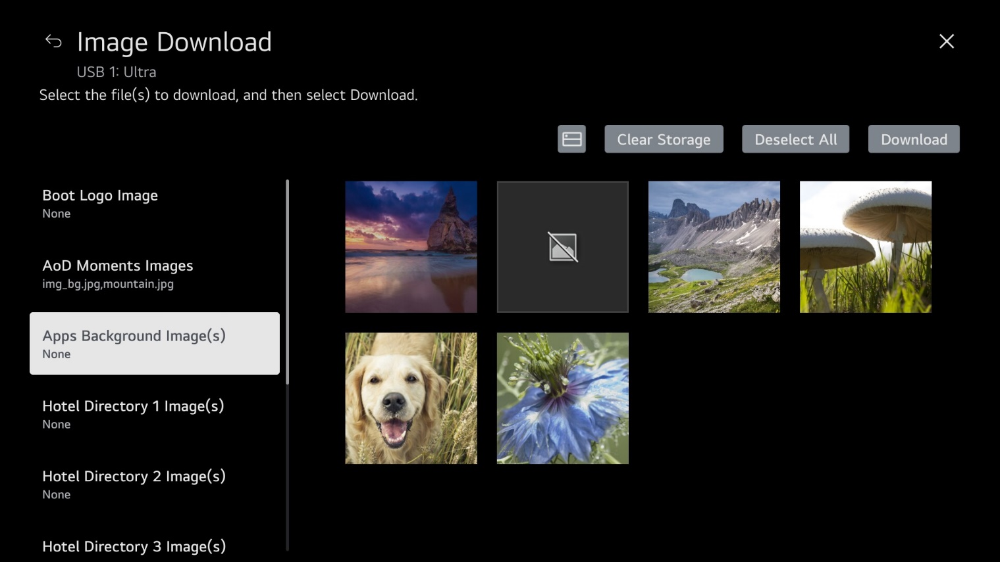 Image Download
USB 1: Ultra
Select the file(s) to download, and then select Download.
Clear Storage
Deselect All
Download
Boot Logo Image
None
AoD Moments Images
img_bg.jpg,mountain.jpg
Apps Background Image(s)
None
Hotel Directory 1 Image(s)
None
Hotel Directory 2 Image(s)
None
Hotel Directory 3 Image(s)